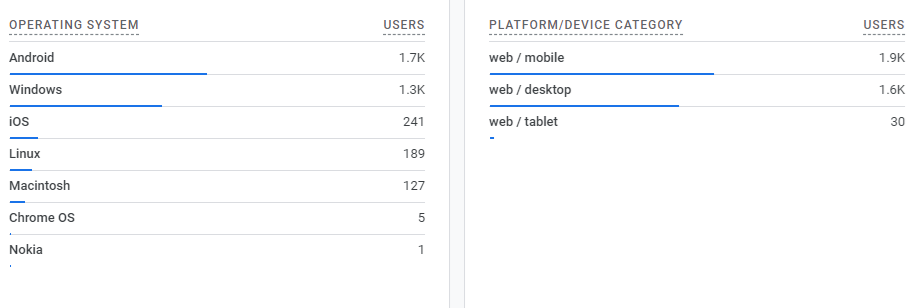 OPERATING SYSTEM USERS
Android 1.7K
Windows 1.3K
iOS 241
Linux 189
Macintosh 127
Chrome OS 5
Nokia 1
PLATFORM/DEVICE CATEGORY USERS
web / mobile 1.9K
web / desktop 1.6K
web / tablet 30